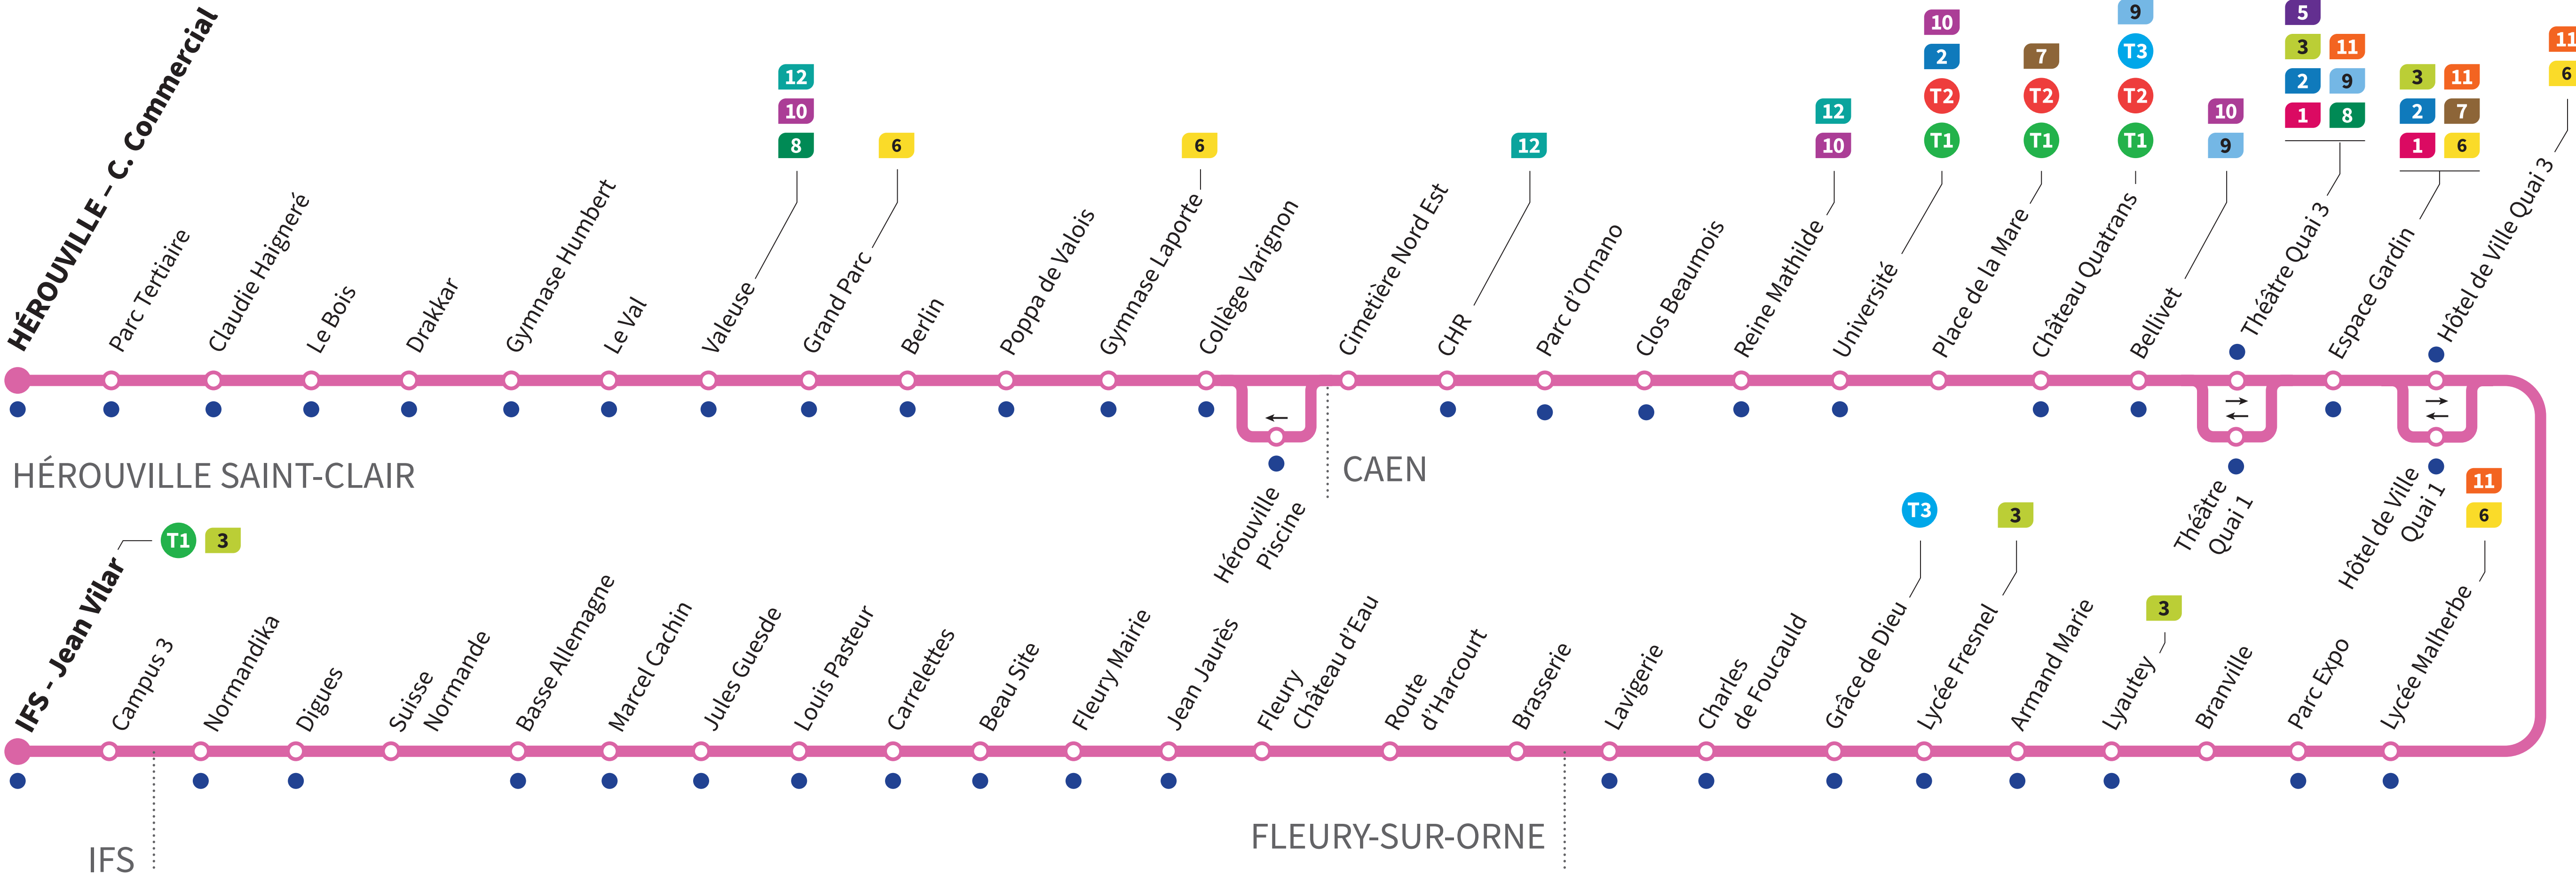 HÉROUVILLE – C. Commercial
Parc Tertiaire
Claudie Haigneré
Le Bois
Drakkar
Gymnase Humbert
Le Val
Valeuse
12
10
8
Grand Parc
6
Berlin
Poppa de Valois
Gymnase Laporte
6
Collège Varignon
Hérouville
Piscine
Cimetière Nord Est
CHR
12
Parc d'Ornano
Clos Beaumois
Reine Mathilde
12
10
Université
10
2
T2
T1
Place de la Mare
7
T2
T1
Château Quatrans
9
T3
T2
T1
Bellivet
10
9
Théâtre Quai 3
5
3 11
2 9
1 8
Théâtre
Quai 1
Espace Gardin
3 11
2 7
1 6
Hôtel de Ville Quai 3
11
6
Hôtel de Ville
Quai 1
HÉROUVILLE SAINT-CLAIR
CAEN
IFS - Jean Vilar
T1 3
Campus 3
Normandika
Digues
Suisse
Normande
Basse Allemagne
Marcel Cachin
Jules Guesde
Louis Pasteur
Carrelettes
Beau Site
Fleury Mairie
Jean Jaurès
Fleury
Château d'Eau
Route
d'Harcourt
Brasserie
Lavigerie
Charles
de Foucauld
Grâce de Dieu
T3
Lycée Fresnel
3
Armand Marie
Lyautey
3
Branville
Parc Expo
Lycée Malherbe
11
6
IFS
FLEURY-SUR-ORNE